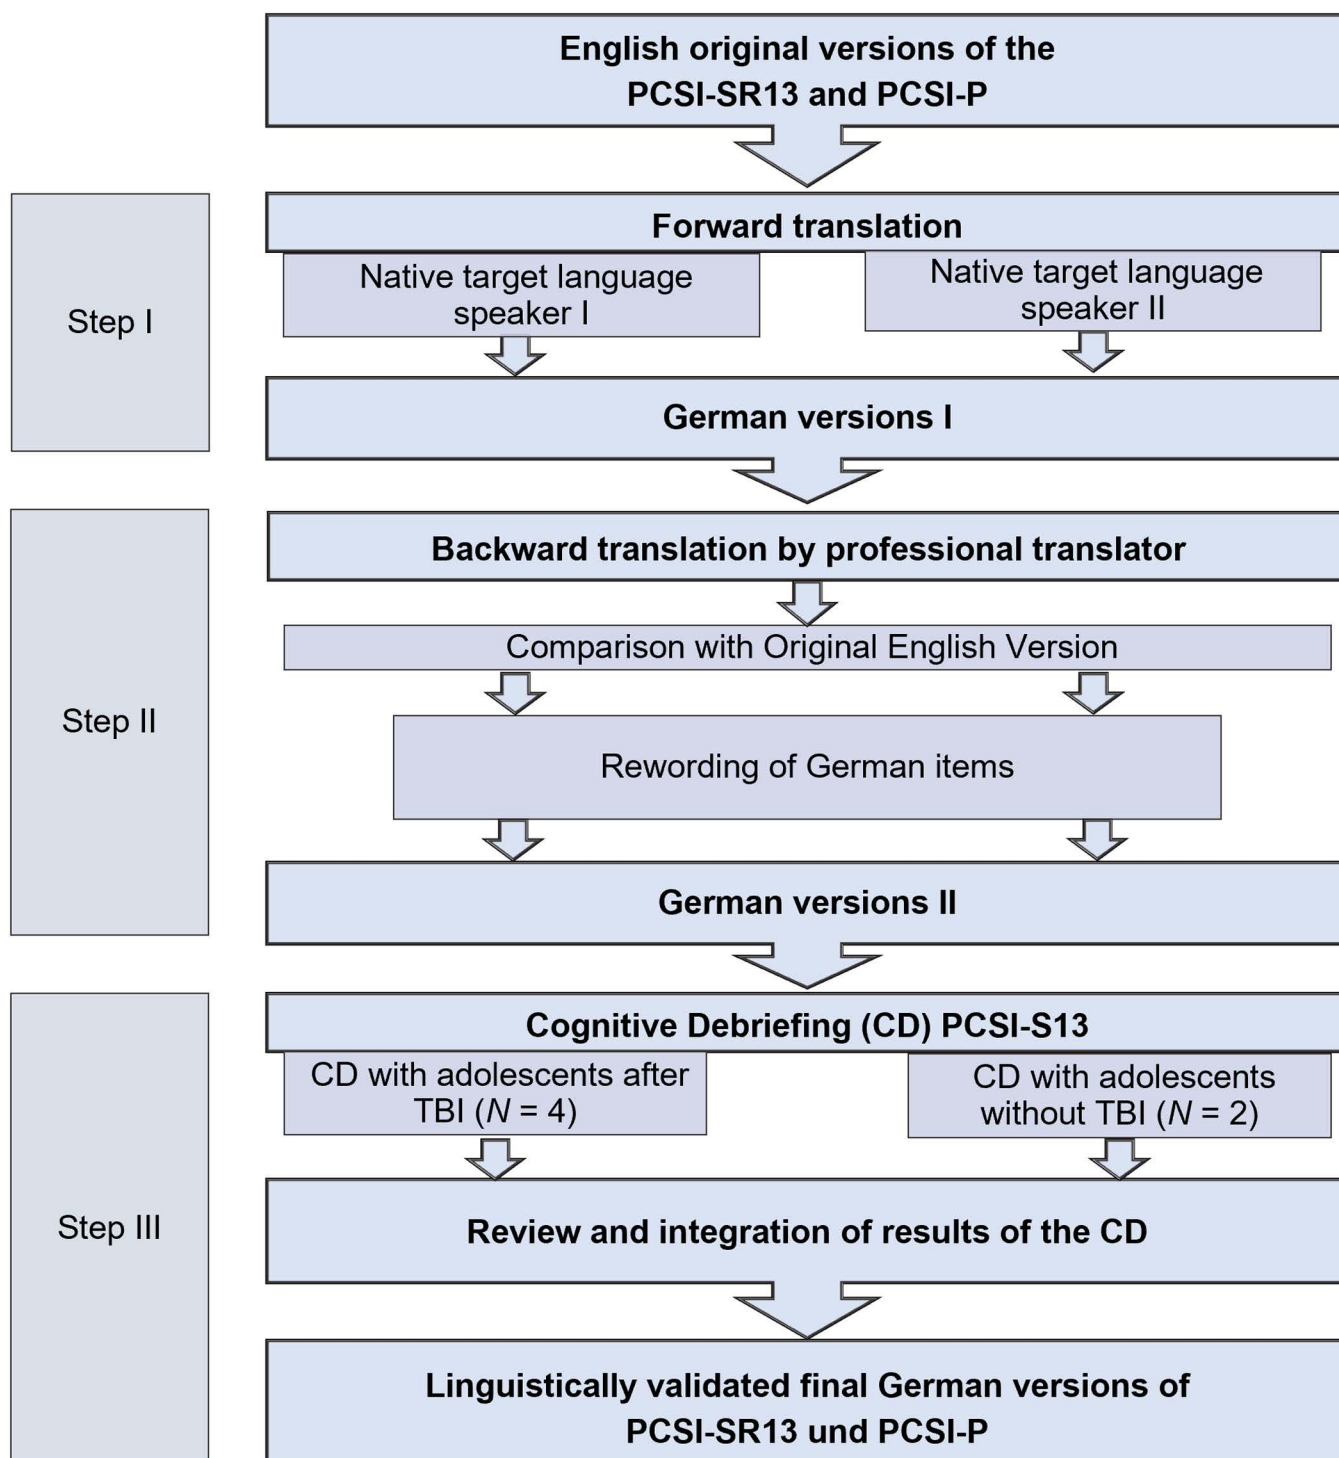 English original versions of the
PCSI-SR13 and PCSI-P
Step I
Forward translation
Native target language
speaker I
Native target language
speaker II
German versions I
Step II
Backward translation by professional translator
Comparison with Original English Version
Rewording of German items
German versions II
Step III
Cognitive Debriefing (CD) PCSI-S13
CD with adolescents after
TBI (N = 4)
CD with adolescents
without TBI (N = 2)
Review and integration of results of the CD
Linguistically validated final German versions of
PCSI-SR13 und PCSI-P